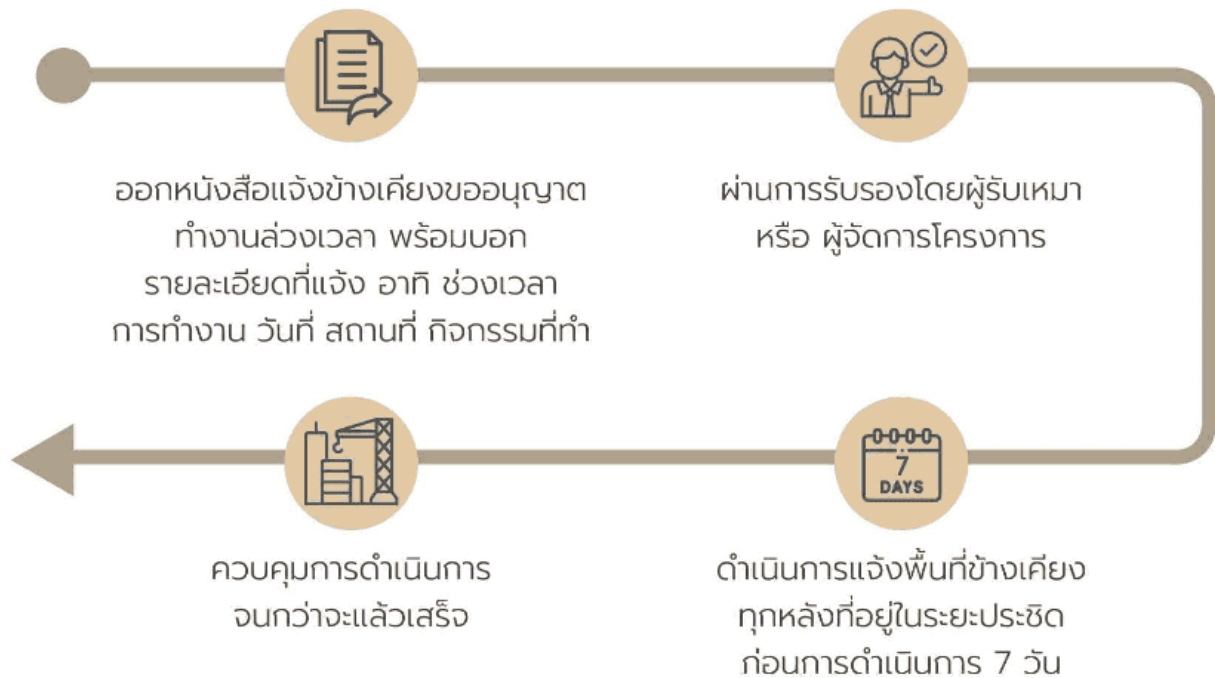 ออกหนังสือแจ้งข้างเคียงขออนุญาต
ทำงานล่วงเวลา พร้อมบอก
รายละเอียดที่แจ้ง อาทิ ช่วงเวลา
การทำงาน วันที่ สถานที่ กิจกรรมที่ทำ
ผ่านการรับรองโดยผู้รับเหมา
หรือ ผู้จัดการโครงการ
7
DAYS
ดำเนินการแจ้งพื้นที่ข้างเคียง
ทุกหลังที่อยู่ในระยะประชิด
ก่อนการดำเนินการ 7 วัน
ควบคุมการดำเนินการ
จนกว่าจะแล้วเสร็จ